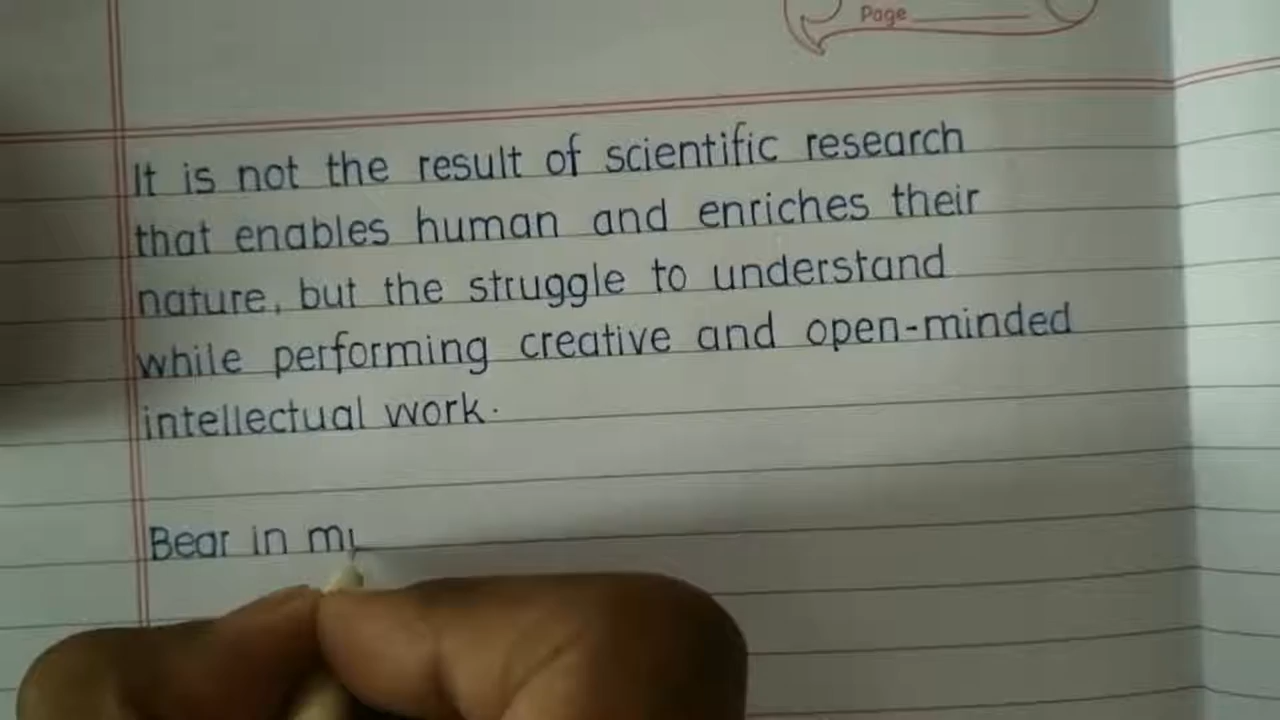 Page
It is not the result of scientific research
that enables human and enriches their
nature, but the struggle to understand
while performing creative and open-minded
intellectual work.
Bear in mi